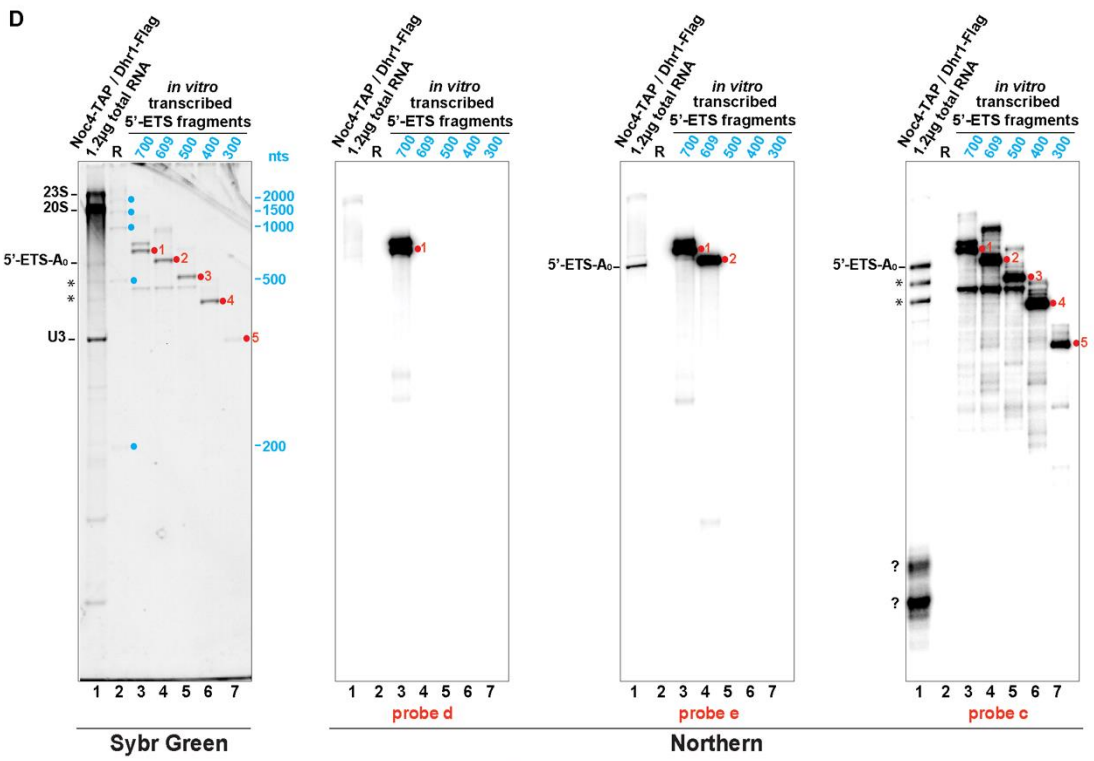 D
Noc4-TAP / Dhr1-Flag
1.2µg total RNA
R
in vitro
transcribed
5'-ETS fragments
700
609
500
400
300
nts
23S
20S
5'-ETS-A₀
*
*
U3
2000
1500
1000
500
200
1
2
3
4
5
1 2 3 4 5 6 7
Sybr Green
Noc4-TAP / Dhr1-Flag
1.2µg total RNA
R
in vitro
transcribed
5'-ETS fragments
700
609
500
400
300
1
1 2 3 4 5 6 7
probe d
Noc4-TAP / Dhr1-Flag
1.2µg total RNA
R
in vitro
transcribed
5'-ETS fragments
700
609
500
400
300
5'-ETS-A₀
1
2
1 2 3 4 5 6 7
probe e
Noc4-TAP / Dhr1-Flag
1.2µg total RNA
R
in vitro
transcribed
5'-ETS fragments
700
609
500
400
300
5'-ETS-A₀
*
*
1
2
3
4
5
?
?
1 2 3 4 5 6 7
probe c
Northern